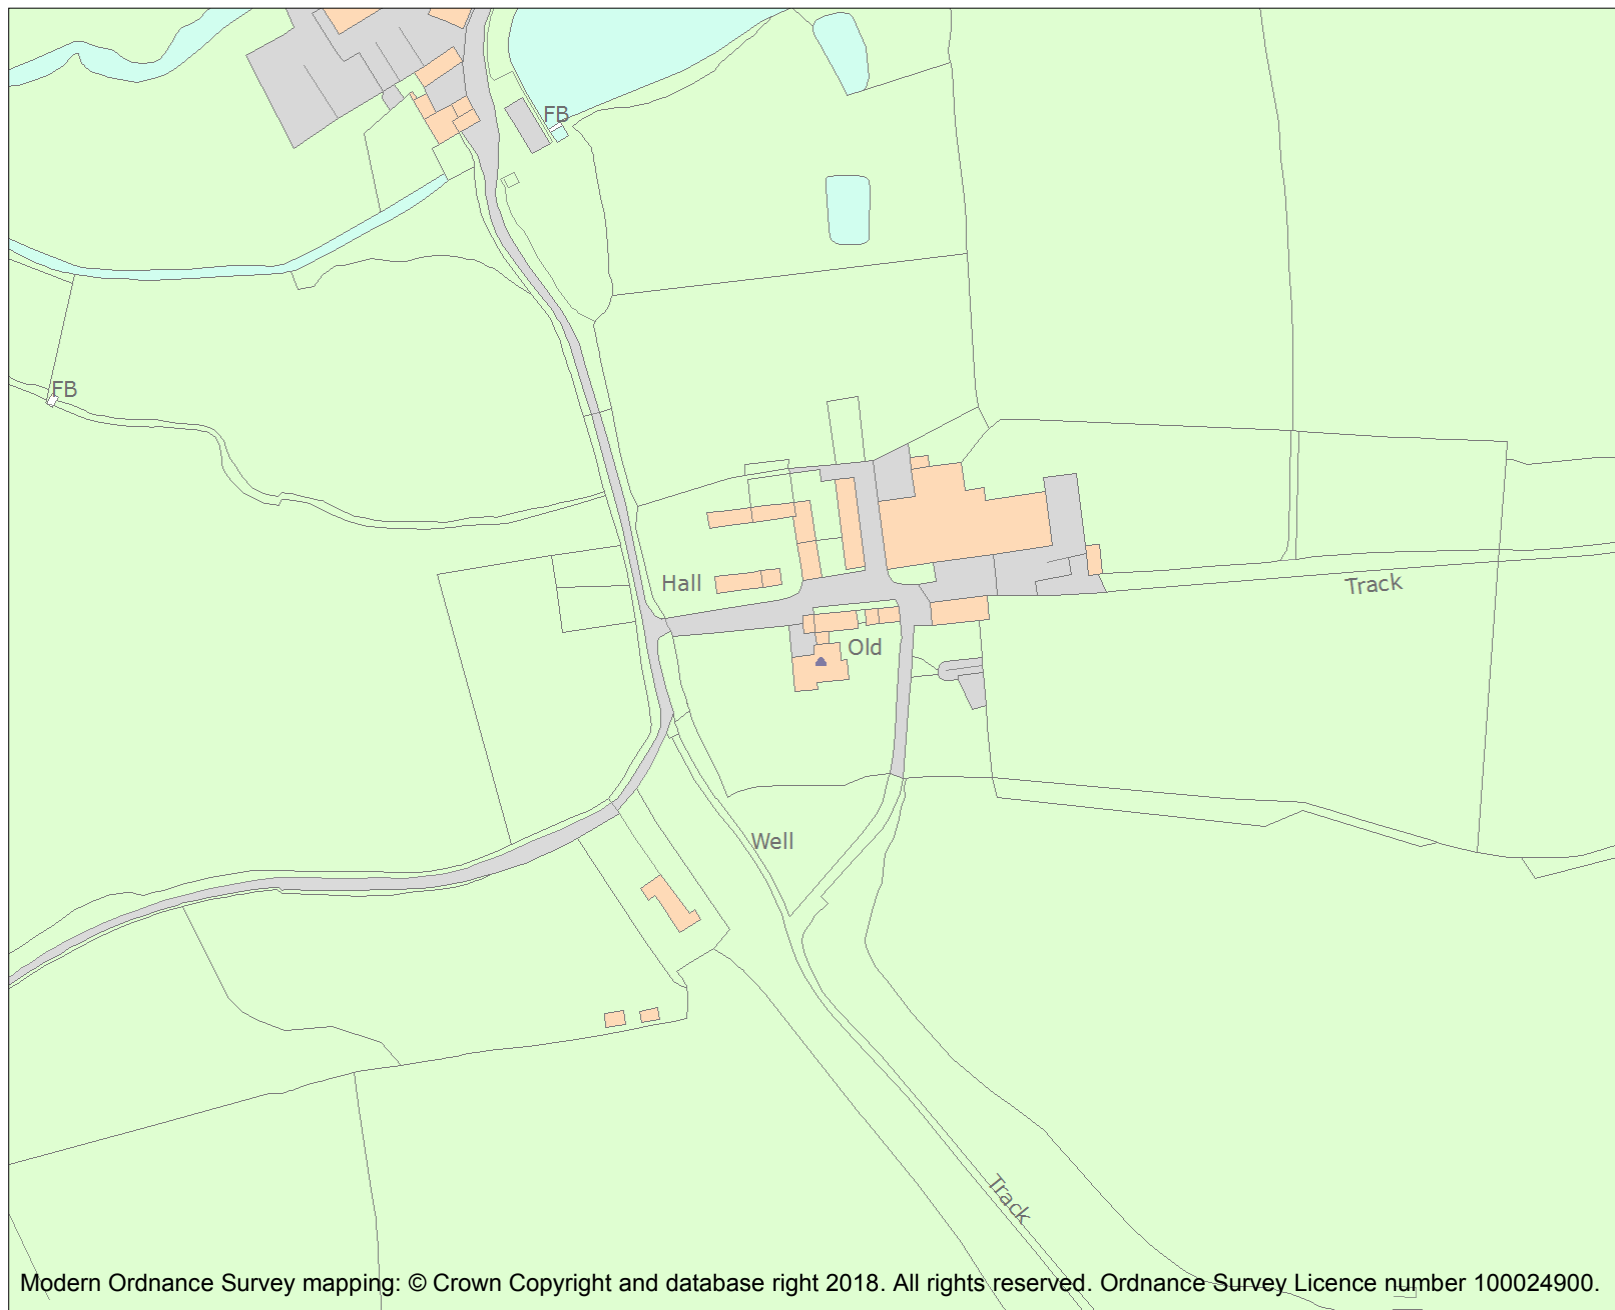 FB
FB
Hall
Track
Old
Well
Track
Modern Ordnance Survey mapping: © Crown Copyright and database right 2018. All rights reserved. Ordnance Survey Licence number 100024900.